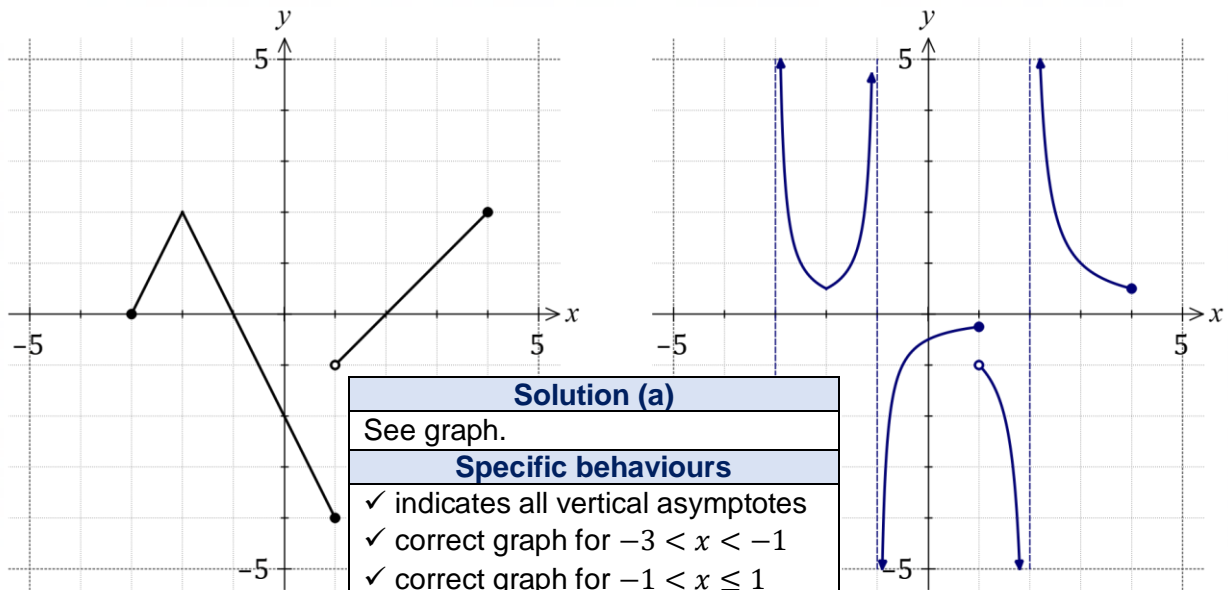 y
5
x
−5
5
−5
y
5
x
−5
5
−5
Solution (a)
See graph.
Specific behaviours
✓ indicates all vertical asymptotes
✓ correct graph for −3 < x < −1
✓ correct graph for −1 < x ≤ 1